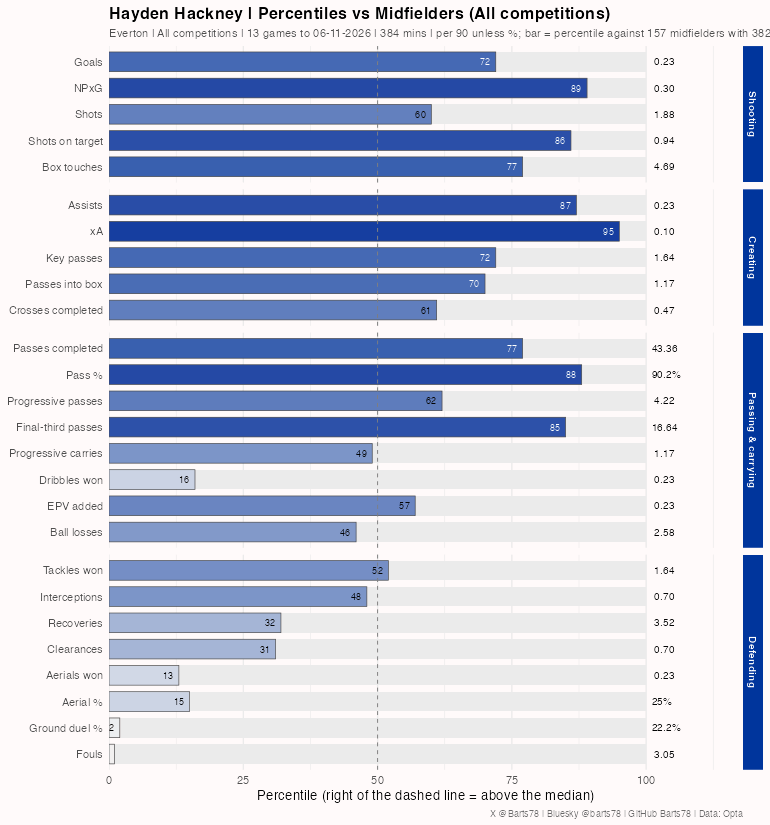 Hayden Hackney | Percentiles vs Midfielders (All competitions)
Everton | All competitions | 13 games to 06-11-2026 | 384 mins | per 90 unless %; bar = percentile against 157 midfielders with 382
Shooting
Goals 72 0.23
NPxG 89 0.30
Shots 60 1.88
Shots on target 86 0.94
Box touches 77 4.69
Creating
Assists 87 0.23
xA 95 0.10
Key passes 72 1.64
Passes into box 70 1.17
Crosses completed 61 0.47
Passing & carrying
Passes completed 77 43.36
Pass % 88 90.2%
Progressive passes 62 4.22
Final-third passes 85 16.64
Progressive carries 49 1.17
Dribbles won 16 0.23
EPV added 57 0.23
Ball losses 46 2.58
Defending
Tackles won 52 1.64
Interceptions 48 0.70
Recoveries 32 3.52
Clearances 31 0.70
Aerials won 13 0.23
Aerial % 15 25%
Ground duel % 2 22.2%
Fouls 3.05
0 25 50 75 100
Percentile (right of the dashed line = above the median)
X @Barts78 | Bluesky @barts78 | GitHub Barts78 | Data: Opta